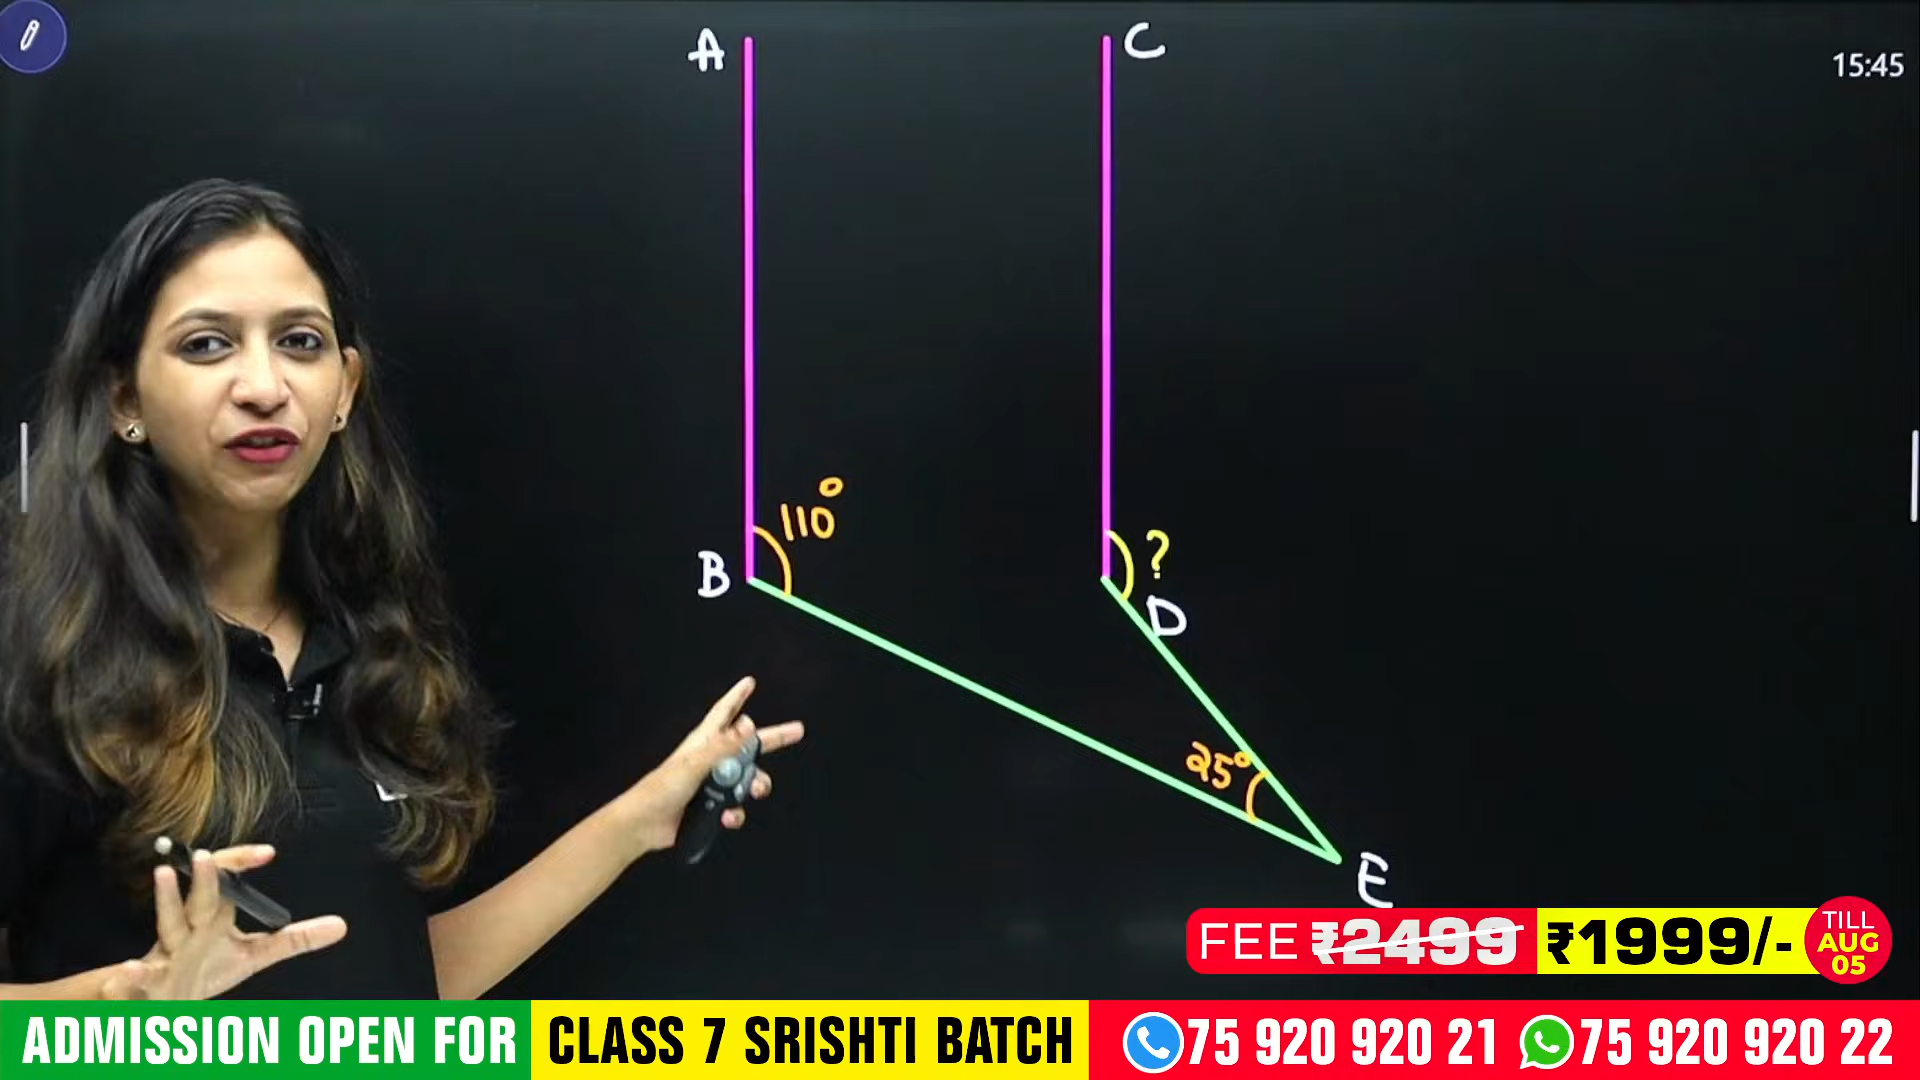 A
C
15:45
110°
B
?
D
25°
E
FEE ₹2499 ₹1999/-
TILL
AUG
05
ADMISSION OPEN FOR CLASS 7 SRISHTI BATCH 75 920 920 21 75 920 920 22